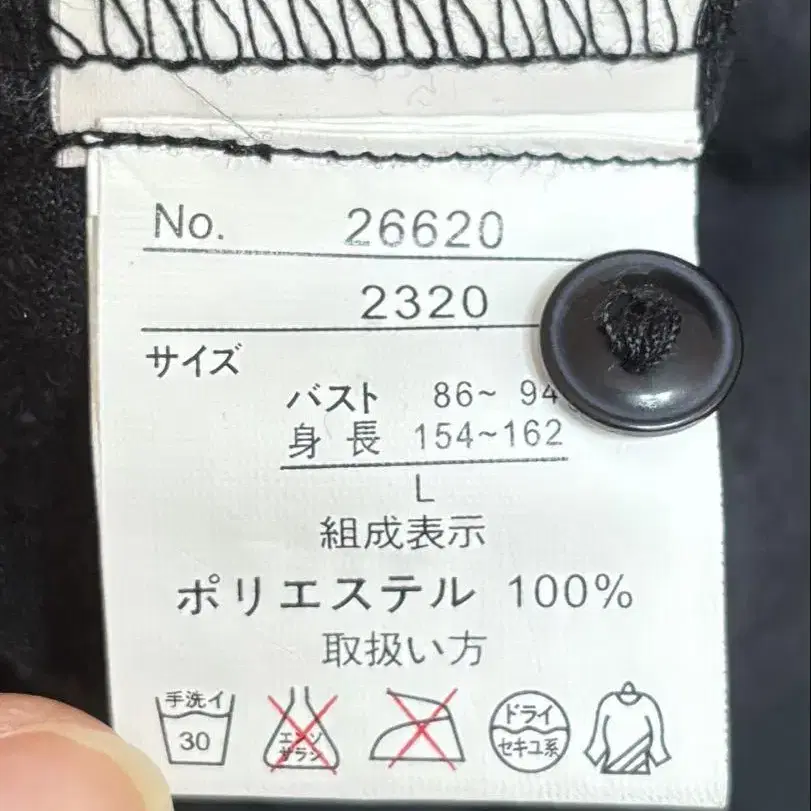 No. 26620
2320
サイズ
バスト 86~ 94
身長 154~162
L
組成表示
ポリエステル 100%
取扱い方
手洗イ
30
エンソ
サラシ
ドライ
セキユ系